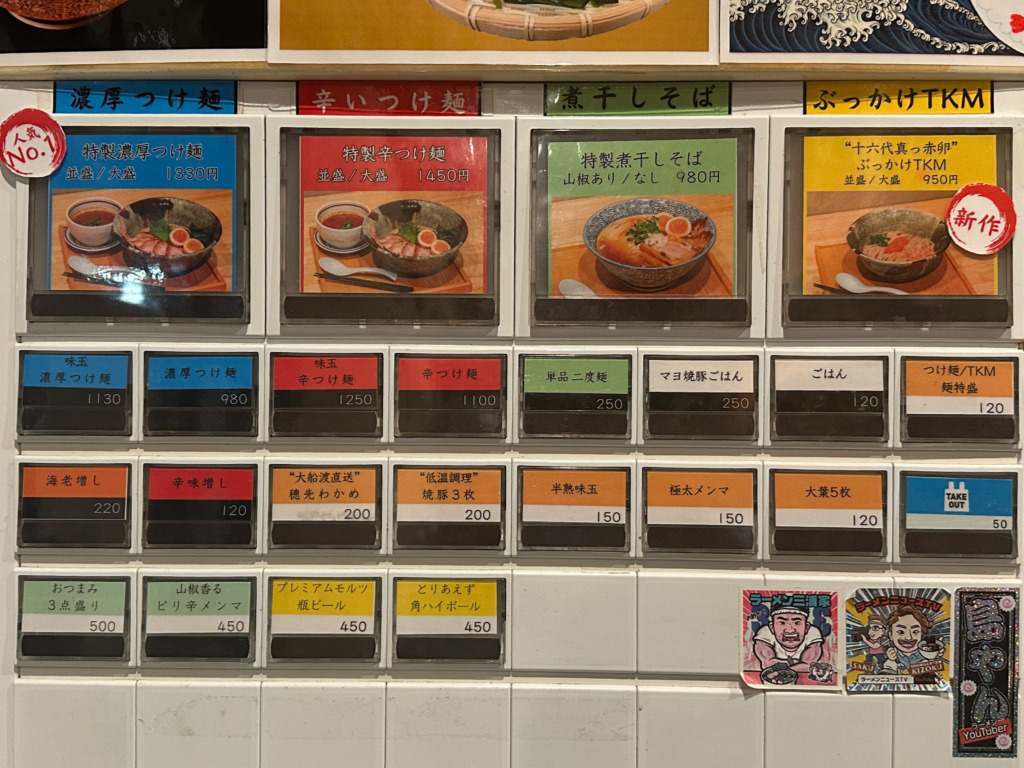 濃厚つけ麺
辛いつけ麺
煮干しそば
ぶっかけTKM
人気
No.1
特製濃厚つけ麺
並盛/大盛 1330円
特製辛つけ麺
並盛/大盛 1450円
特製煮干しそば
山椒あり/なし 980円
“十六代真っ赤卵”
ぶっかけTKM
並盛/大盛 950円
新作
味玉
濃厚つけ麺
1130
濃厚つけ麺
980
味玉
辛つけ麺
1250
辛つけ麺
1100
単品二度麺
250
マヨ焼豚ごはん
250
ごはん
120
つけ麺/TKM
麺特盛
120
海老増し
220
辛味増し
120
“大船渡直送”
穂先わかめ
200
“低温調理”
焼豚3枚
200
半熟味玉
150
極太メンマ
150
大葉5枚
120
TAKE
OUT
50
おつまみ
3点盛り
500
山椒香る
ピリ辛メンマ
450
プレミアムモルツ
瓶ビール
450
とりあえず
角ハイボール
450
ラーメンニュースTV
SAKU
KIZOKU
ラーメンニュースTV
YouTuber